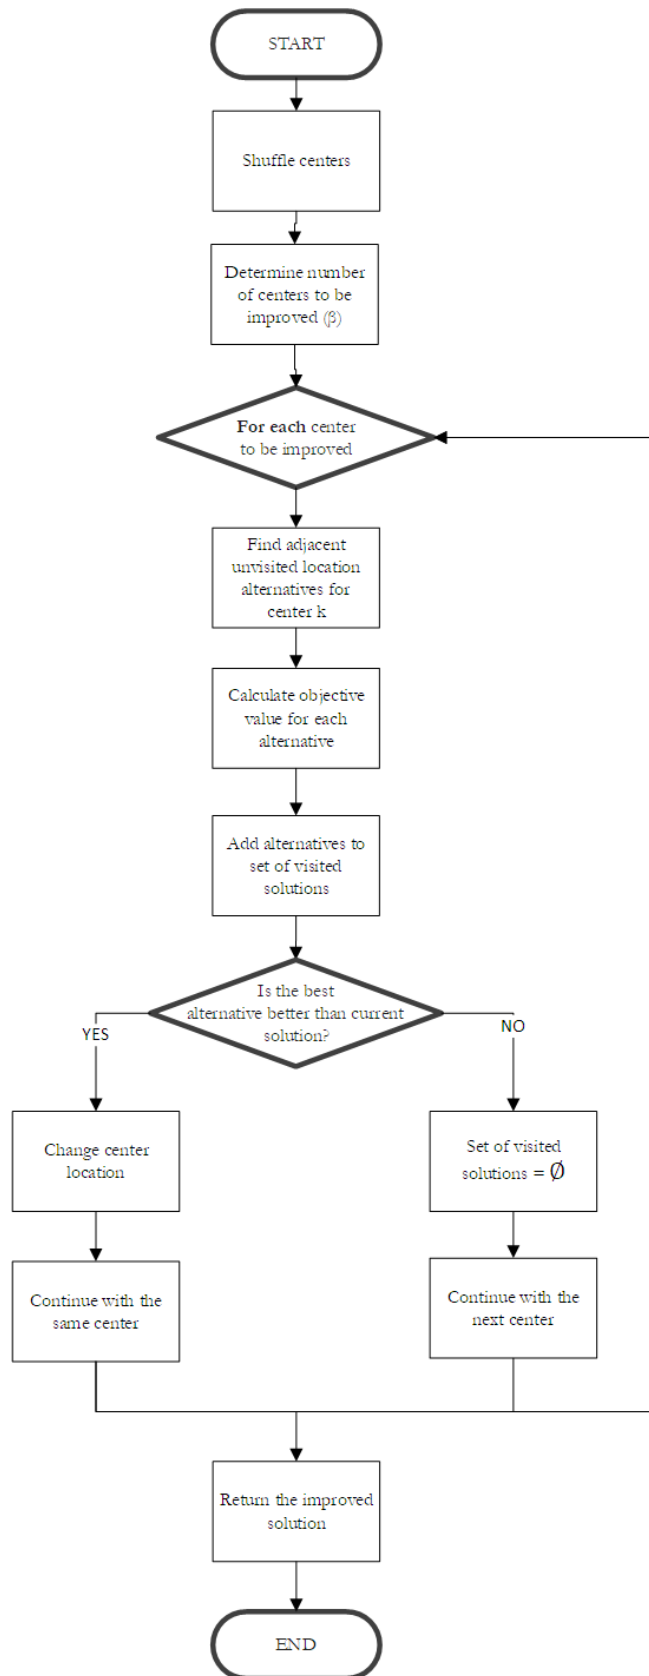 START
Shuffle centers
Determine number
of centers to be
improved (β)
For each center
to be improved
Find adjacent
unvisited location
alternatives for
center k
Calculate objective
value for each
alternative
Add alternatives to
set of visited
solutions
Is the best
alternative better than current
solution?
YES
NO
Change center
location
Set of visited
solutions = Ø
Continue with the
same center
Continue with the
next center
Return the improved
solution
END